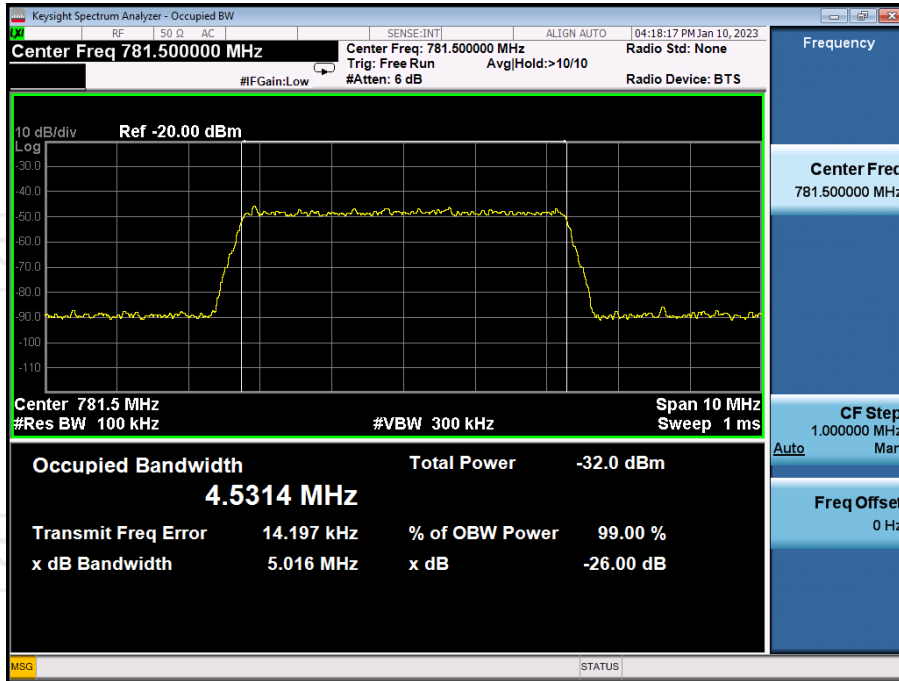 Keysight Spectrum Analyzer - Occupied BW
LXI RF 50 Ω AC SENSE:INT ALIGN AUTO 04:18:17 PM Jan 10, 2023
Center Freq 781.500000 MHz Center Freq: 781.500000 MHz Radio Std: None
Trig: Free Run Avg|Hold:>10/10
#IFGain:Low #Atten: 6 dB Radio Device: BTS
10 dB/div Ref -20.00 dBm
Log
-30.0
-40.0
-50.0
-60.0
-70.0
-80.0
-90.0
-100
-110
Center 781.5 MHz Span 10 MHz
#Res BW 100 kHz #VBW 300 kHz Sweep 1 ms
Occupied Bandwidth Total Power -32.0 dBm
4.5314 MHz
Transmit Freq Error 14.197 kHz % of OBW Power 99.00 %
x dB Bandwidth 5.016 MHz x dB -26.00 dB
MSG STATUS
Frequency
Center Freq
781.500000 MHz
CF Step
1.000000 MHz
Auto Man
Freq Offset
0 Hz